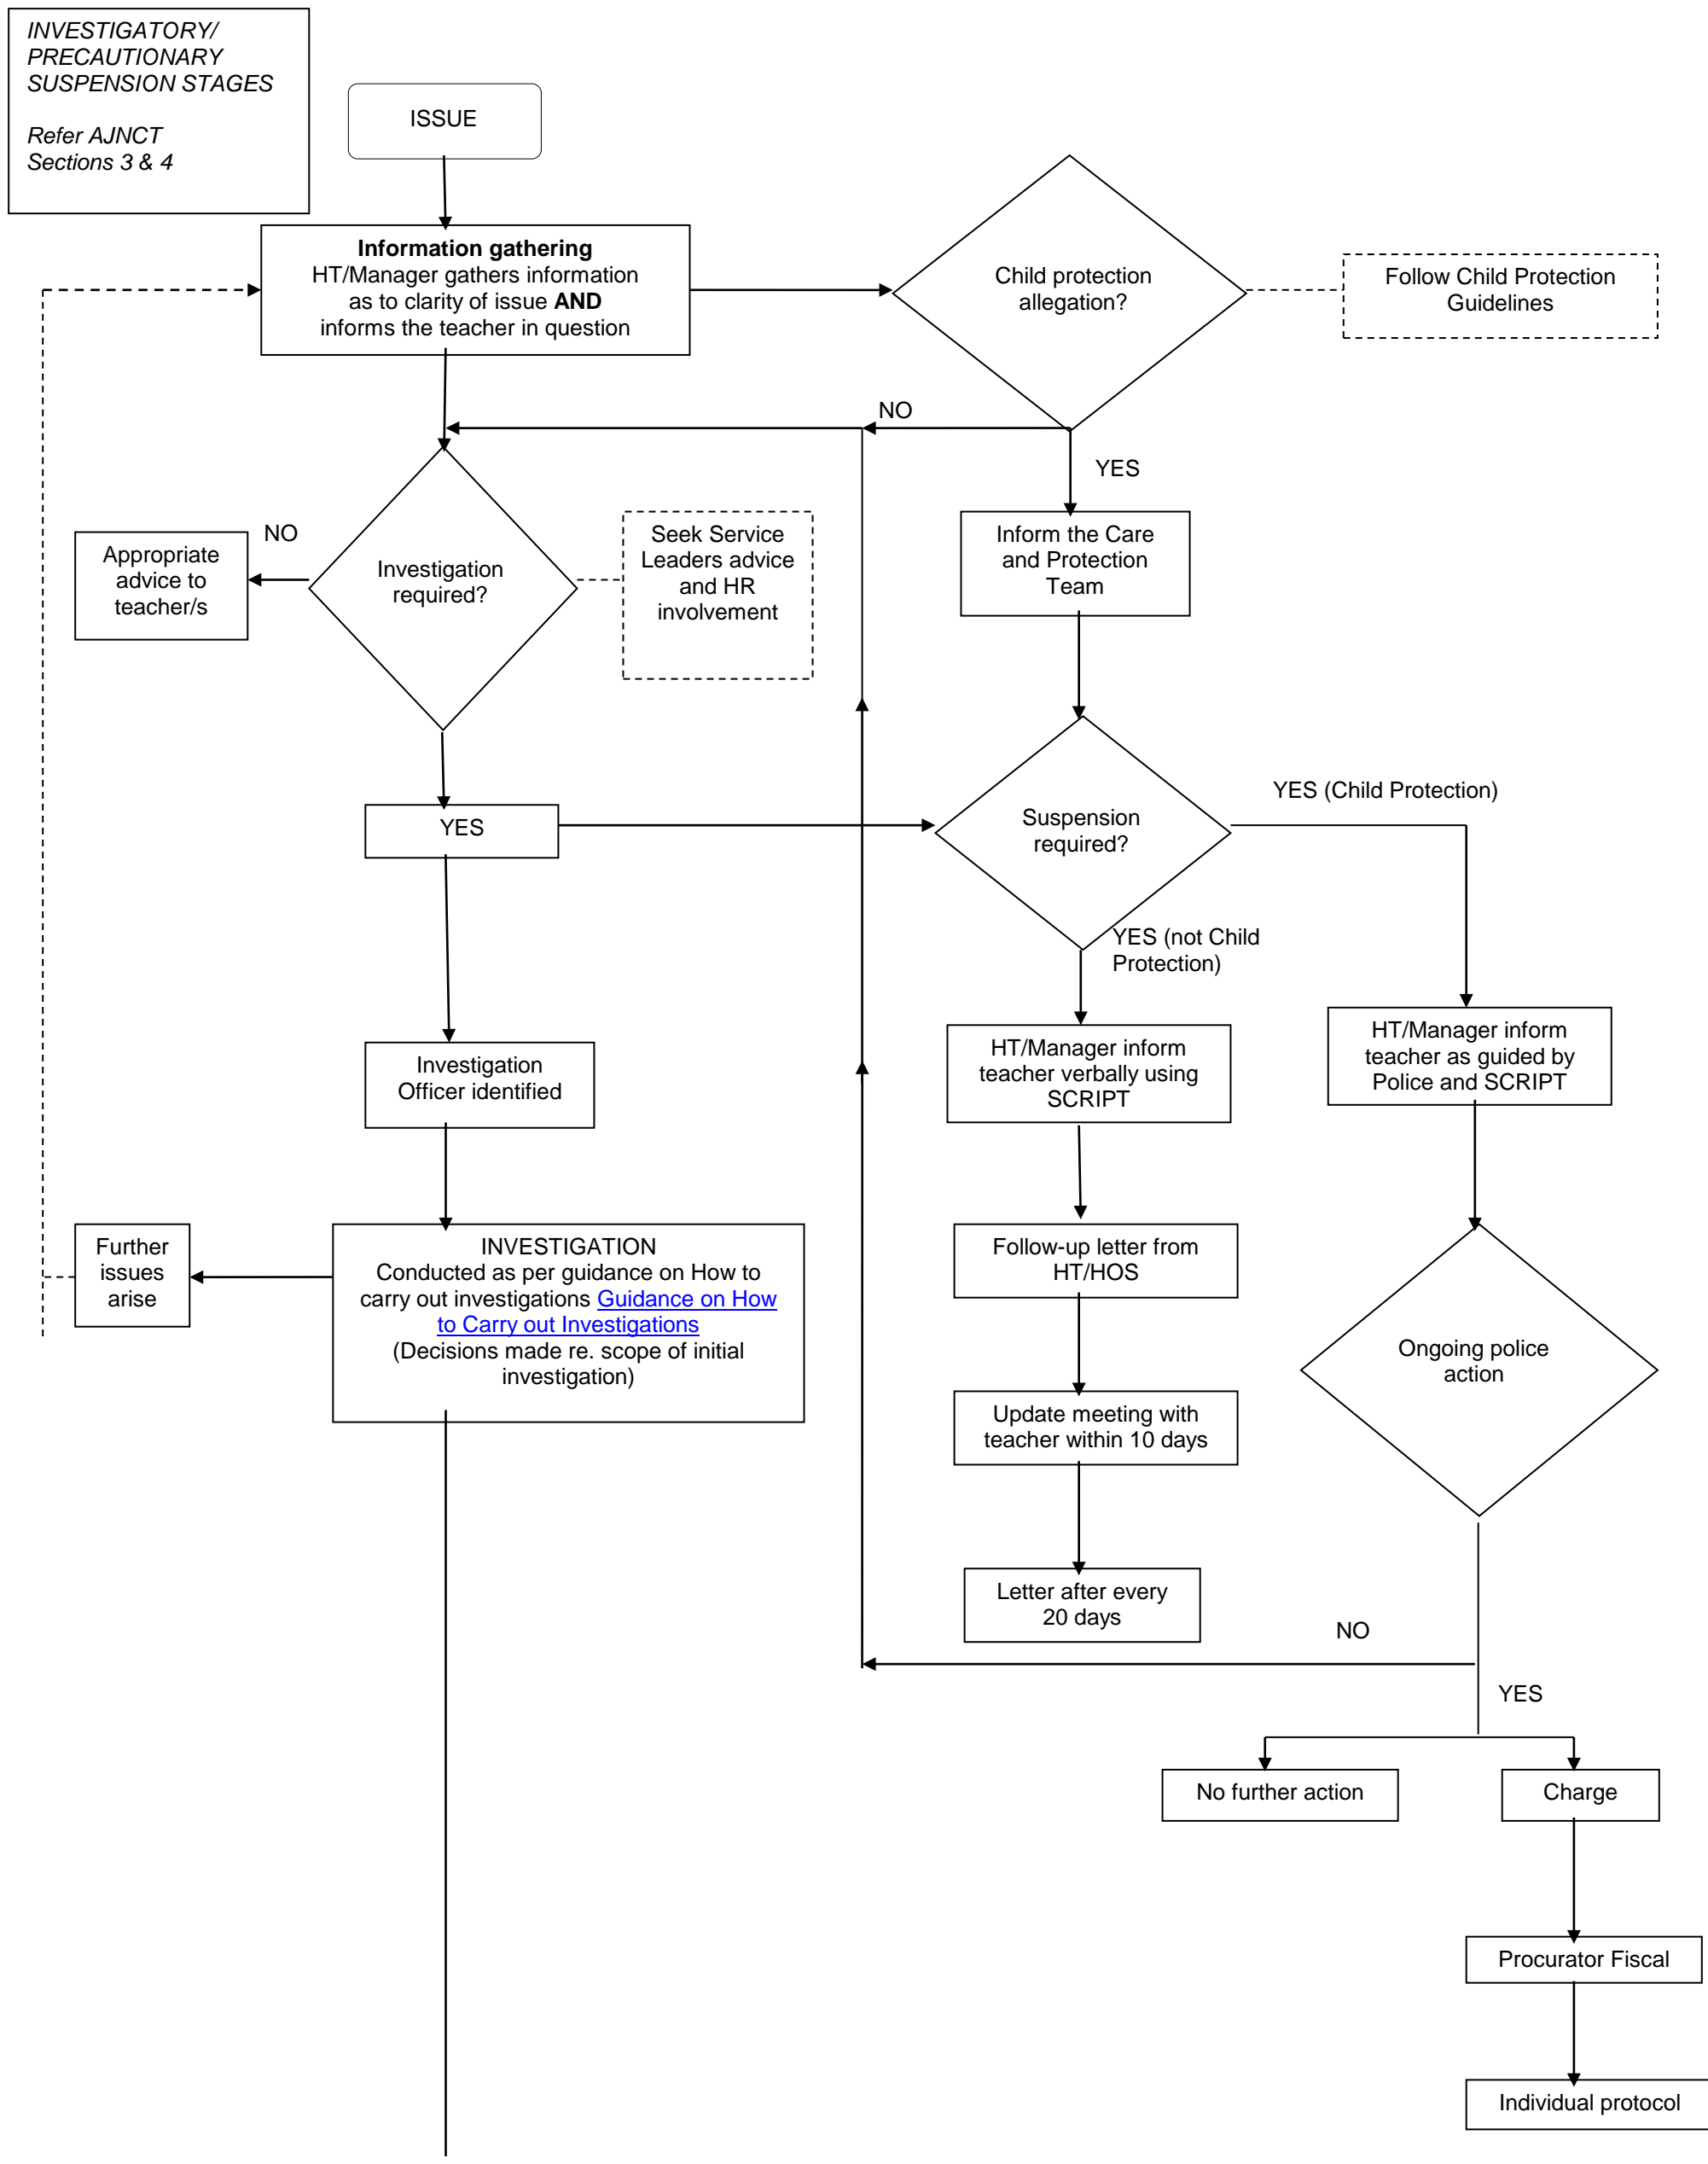 INVESTIGATORY/
PRECAUTIONARY
SUSPENSION STAGES
Refer AJNCT
Sections 3 & 4
ISSUE
Information gathering
HT/Manager gathers information
as to clarity of issue AND
informs the teacher in question
Child protection
allegation?
Follow Child Protection
Guidelines
NO
YES
Appropriate
advice to
teacher/s
NO
Investigation
required?
Seek Service
Leaders advice
and HR
involvement
Inform the Care
and Protection
Team
YES
Suspension
required?
YES (Child Protection)
YES (not Child
Protection)
Investigation
Officer identified
HT/Manager inform
teacher verbally using
SCRIPT
HT/Manager inform
teacher as guided by
Police and SCRIPT
Further
issues
arise
INVESTIGATION
Conducted as per guidance on How to
carry out investigations Guidance on How
to Carry out Investigations
(Decisions made re. scope of initial
investigation)
Follow-up letter from
HT/HOS
Ongoing police
action
Update meeting with
teacher within 10 days
Letter after every
20 days
NO
YES
No further action
Charge
Procurator Fiscal
Individual protocol